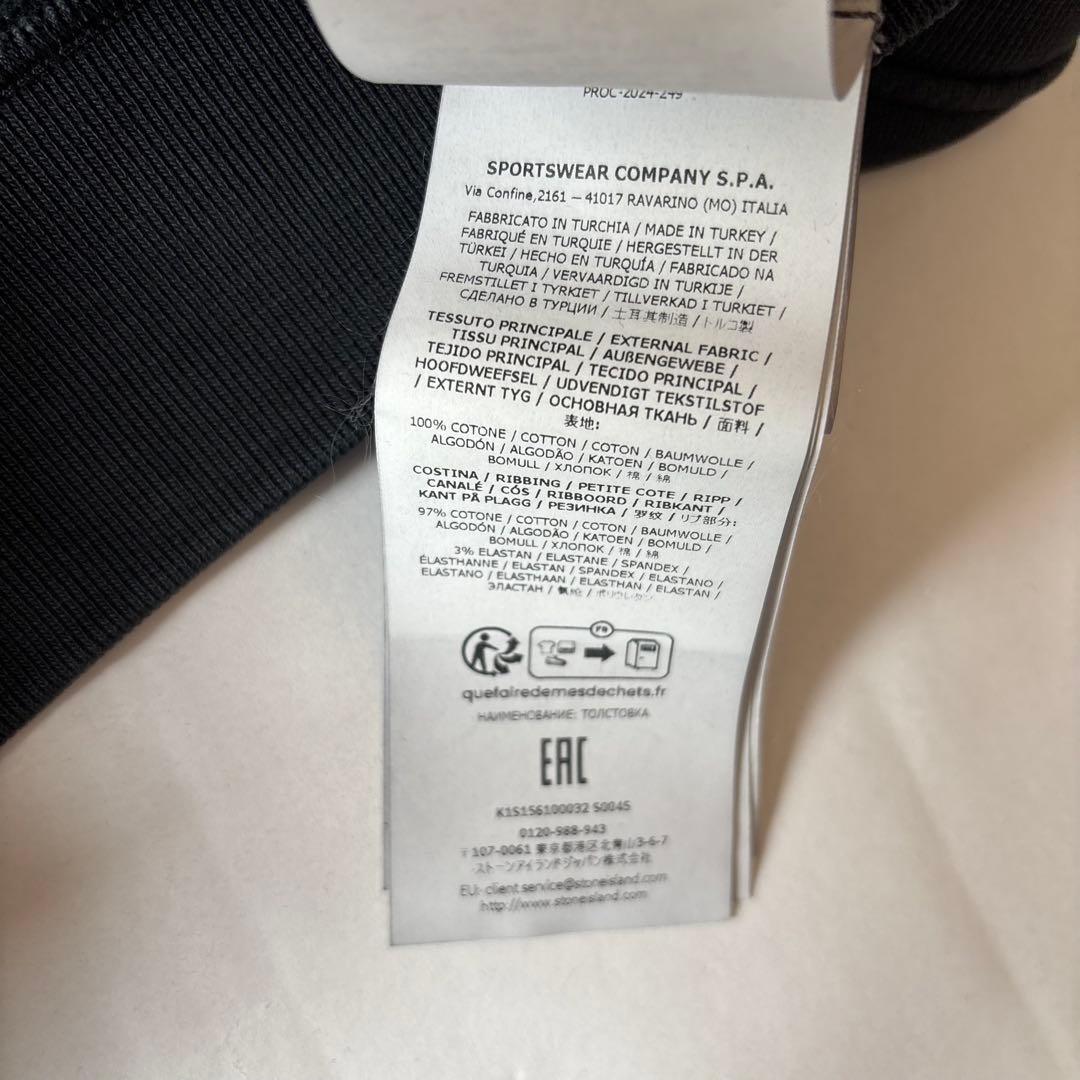 PROC-2024-249
SPORTSWEAR COMPANY S.P.A.
Via Confine,2161 – 41017 RAVARINO (MO) ITALIA
FABBRICATO IN TURCHIA / MADE IN TURKEY /
FABRIQUÉ EN TURQUIE / HERGESTELLT IN DER
TÜRKEI / HECHO EN TURQUÍA / FABRICADO NA
TURQUIA / VERVAARDIGD IN TURKIJE /
FREMSTILLET I TYRKIET / TILLVERKAD I TURKIET /
СДЕЛАНО В ТУРЦИИ / 土耳其制造 / トルコ製
TESSUTO PRINCIPALE / EXTERNAL FABRIC /
TISSU PRINCIPAL / AUßENGEWEBE /
TEJIDO PRINCIPAL / TECIDO PRINCIPAL /
HOOFDWEEFSEL / UDVENDIGT TEKSTILSTOF
/ EXTERNT TYG / ОСНОВНАЯ ТКАНЬ / 面料 /
表地:
100% COTONE / COTTON / COTON / BAUMWOLLE /
ALGODÓN / ALGODÃO / KATOEN / BOMULD /
BOMULL / ХЛОПОК / 棉 / 綿
COSTINA / RIBBING / PETITE COTE / RIPP /
CANALÉ / CÓS / RIBBOORD / RIBKANT /
KANT PÅ PLAGG / РЕЗИНКА / 罗纹 / リブ部分:
97% COTONE / COTTON / COTON / BAUMWOLLE /
ALGODÓN / ALGODÃO / KATOEN / BOMULD /
BOMULL / ХЛОПОК / 棉 / 綿
3% ELASTAN / ELASTANE / SPANDEX /
ÉLASTHANNE / ELASTAN / SPANDEX / ELASTANO /
ELASTANO / ELASTHAAN / ELASTHAN / ELASTAN /
ЭЛАСТАН / 氨纶 / ポリウレタン
FR
quefairedemesdechets.fr
НАИМЕНОВАНИЕ: ТОЛСТОВКА
EAC
K1S156100032 S0045
0120-988-943
〒107-0061 東京都港区北青山3-6-7
ストーンアイランドジャパン株式会社
EU: client.service@stoneisland.com
http://www.stoneisland.com